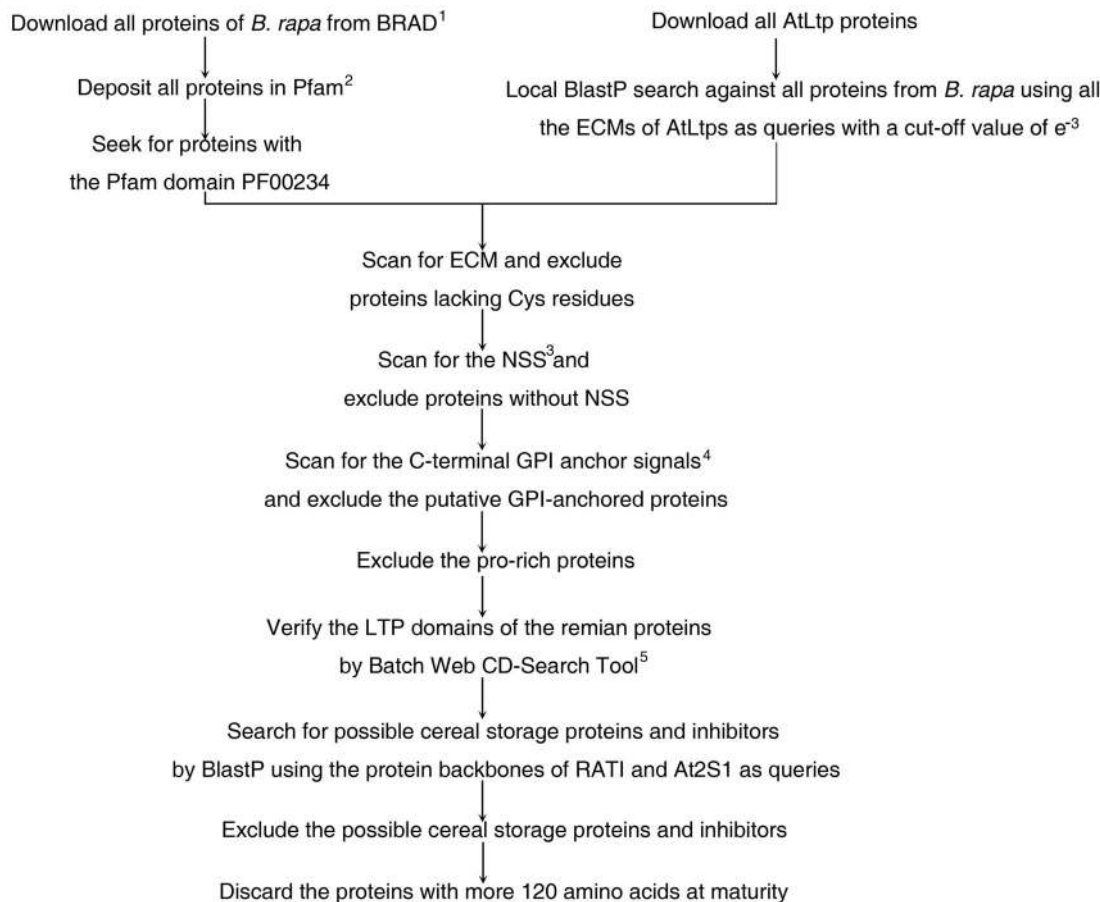 Download all proteins of B. rapa from BRAD1
Deposit all proteins in Pfam2
Seek for proteins with
the Pfam domain PF00234
Download all AtLtp proteins
Local BlastP search against all proteins from B. rapa using all
the ECMs of AtLtps as queries with a cut-off value of e-3
Scan for ECM and exclude
proteins lacking Cys residues
Scan for the NSS3and
exclude proteins without NSS
Scan for the C-terminal GPI anchor signals4
and exclude the putative GPI-anchored proteins
Exclude the pro-rich proteins
Verify the LTP domains of the remian proteins
by Batch Web CD-Search Tool5
Search for possible cereal storage proteins and inhibitors
by BlastP using the protein backbones of RATI and At2S1 as queries
Exclude the possible cereal storage proteins and inhibitors
Discard the proteins with more 120 amino acids at maturity